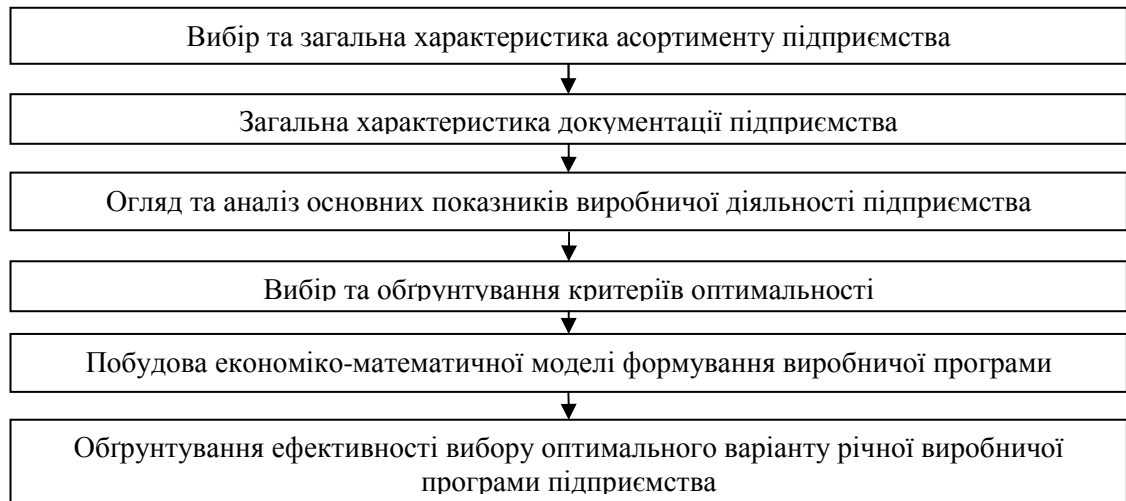 Вибір та загальна характеристика асортименту підприємства
Загальна характеристика документації підприємства
Огляд та аналіз основних показників виробничої діяльності підприємства
Вибір та обґрунтування критеріїв оптимальності
Побудова економіко-математичної моделі формування виробничої програми
Обґрунтування ефективності вибору оптимального варіанту річної виробничої
програми підприємства